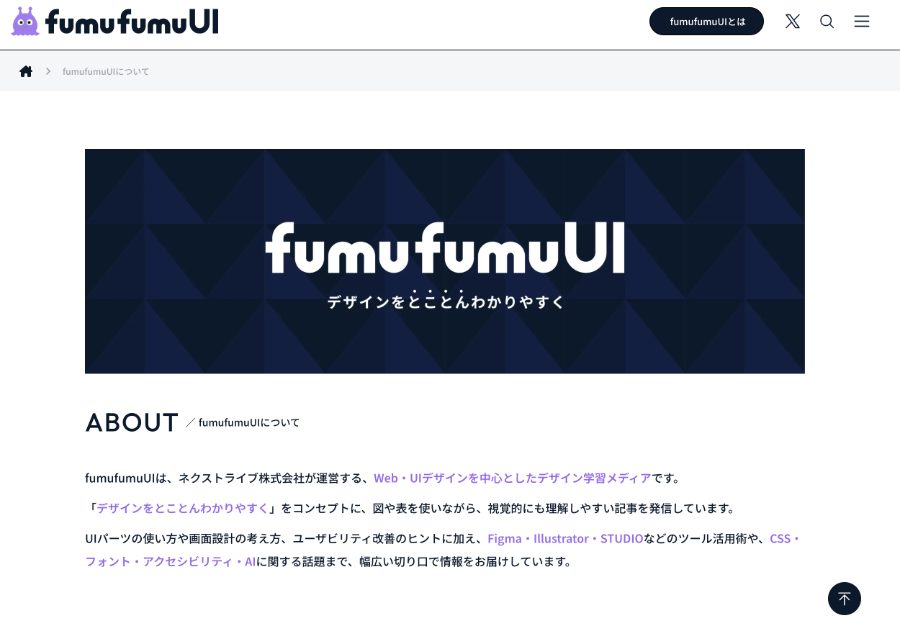 fumufumuUI
fumufumuUIとは
fumufumuUIについて
fumufumuUI
デザインをとことんわかりやすく
ABOUT ／ fumufumuUIについて
fumufumuUIは、ネクストライブ株式会社が運営する、Web・UIデザインを中心としたデザイン学習メディアです。
「デザインをとことんわかりやすく」をコンセプトに、図や表を使いながら、視覚的にも理解しやすい記事を発信しています。
UIパーツの使い方や画面設計の考え方、ユーザビリティ改善のヒントに加え、Figma・Illustrator・STUDIOなどのツール活用術や、CSS・
フォント・アクセシビリティ・AIに関する話題まで、幅広い切り口で情報をお届けしています。